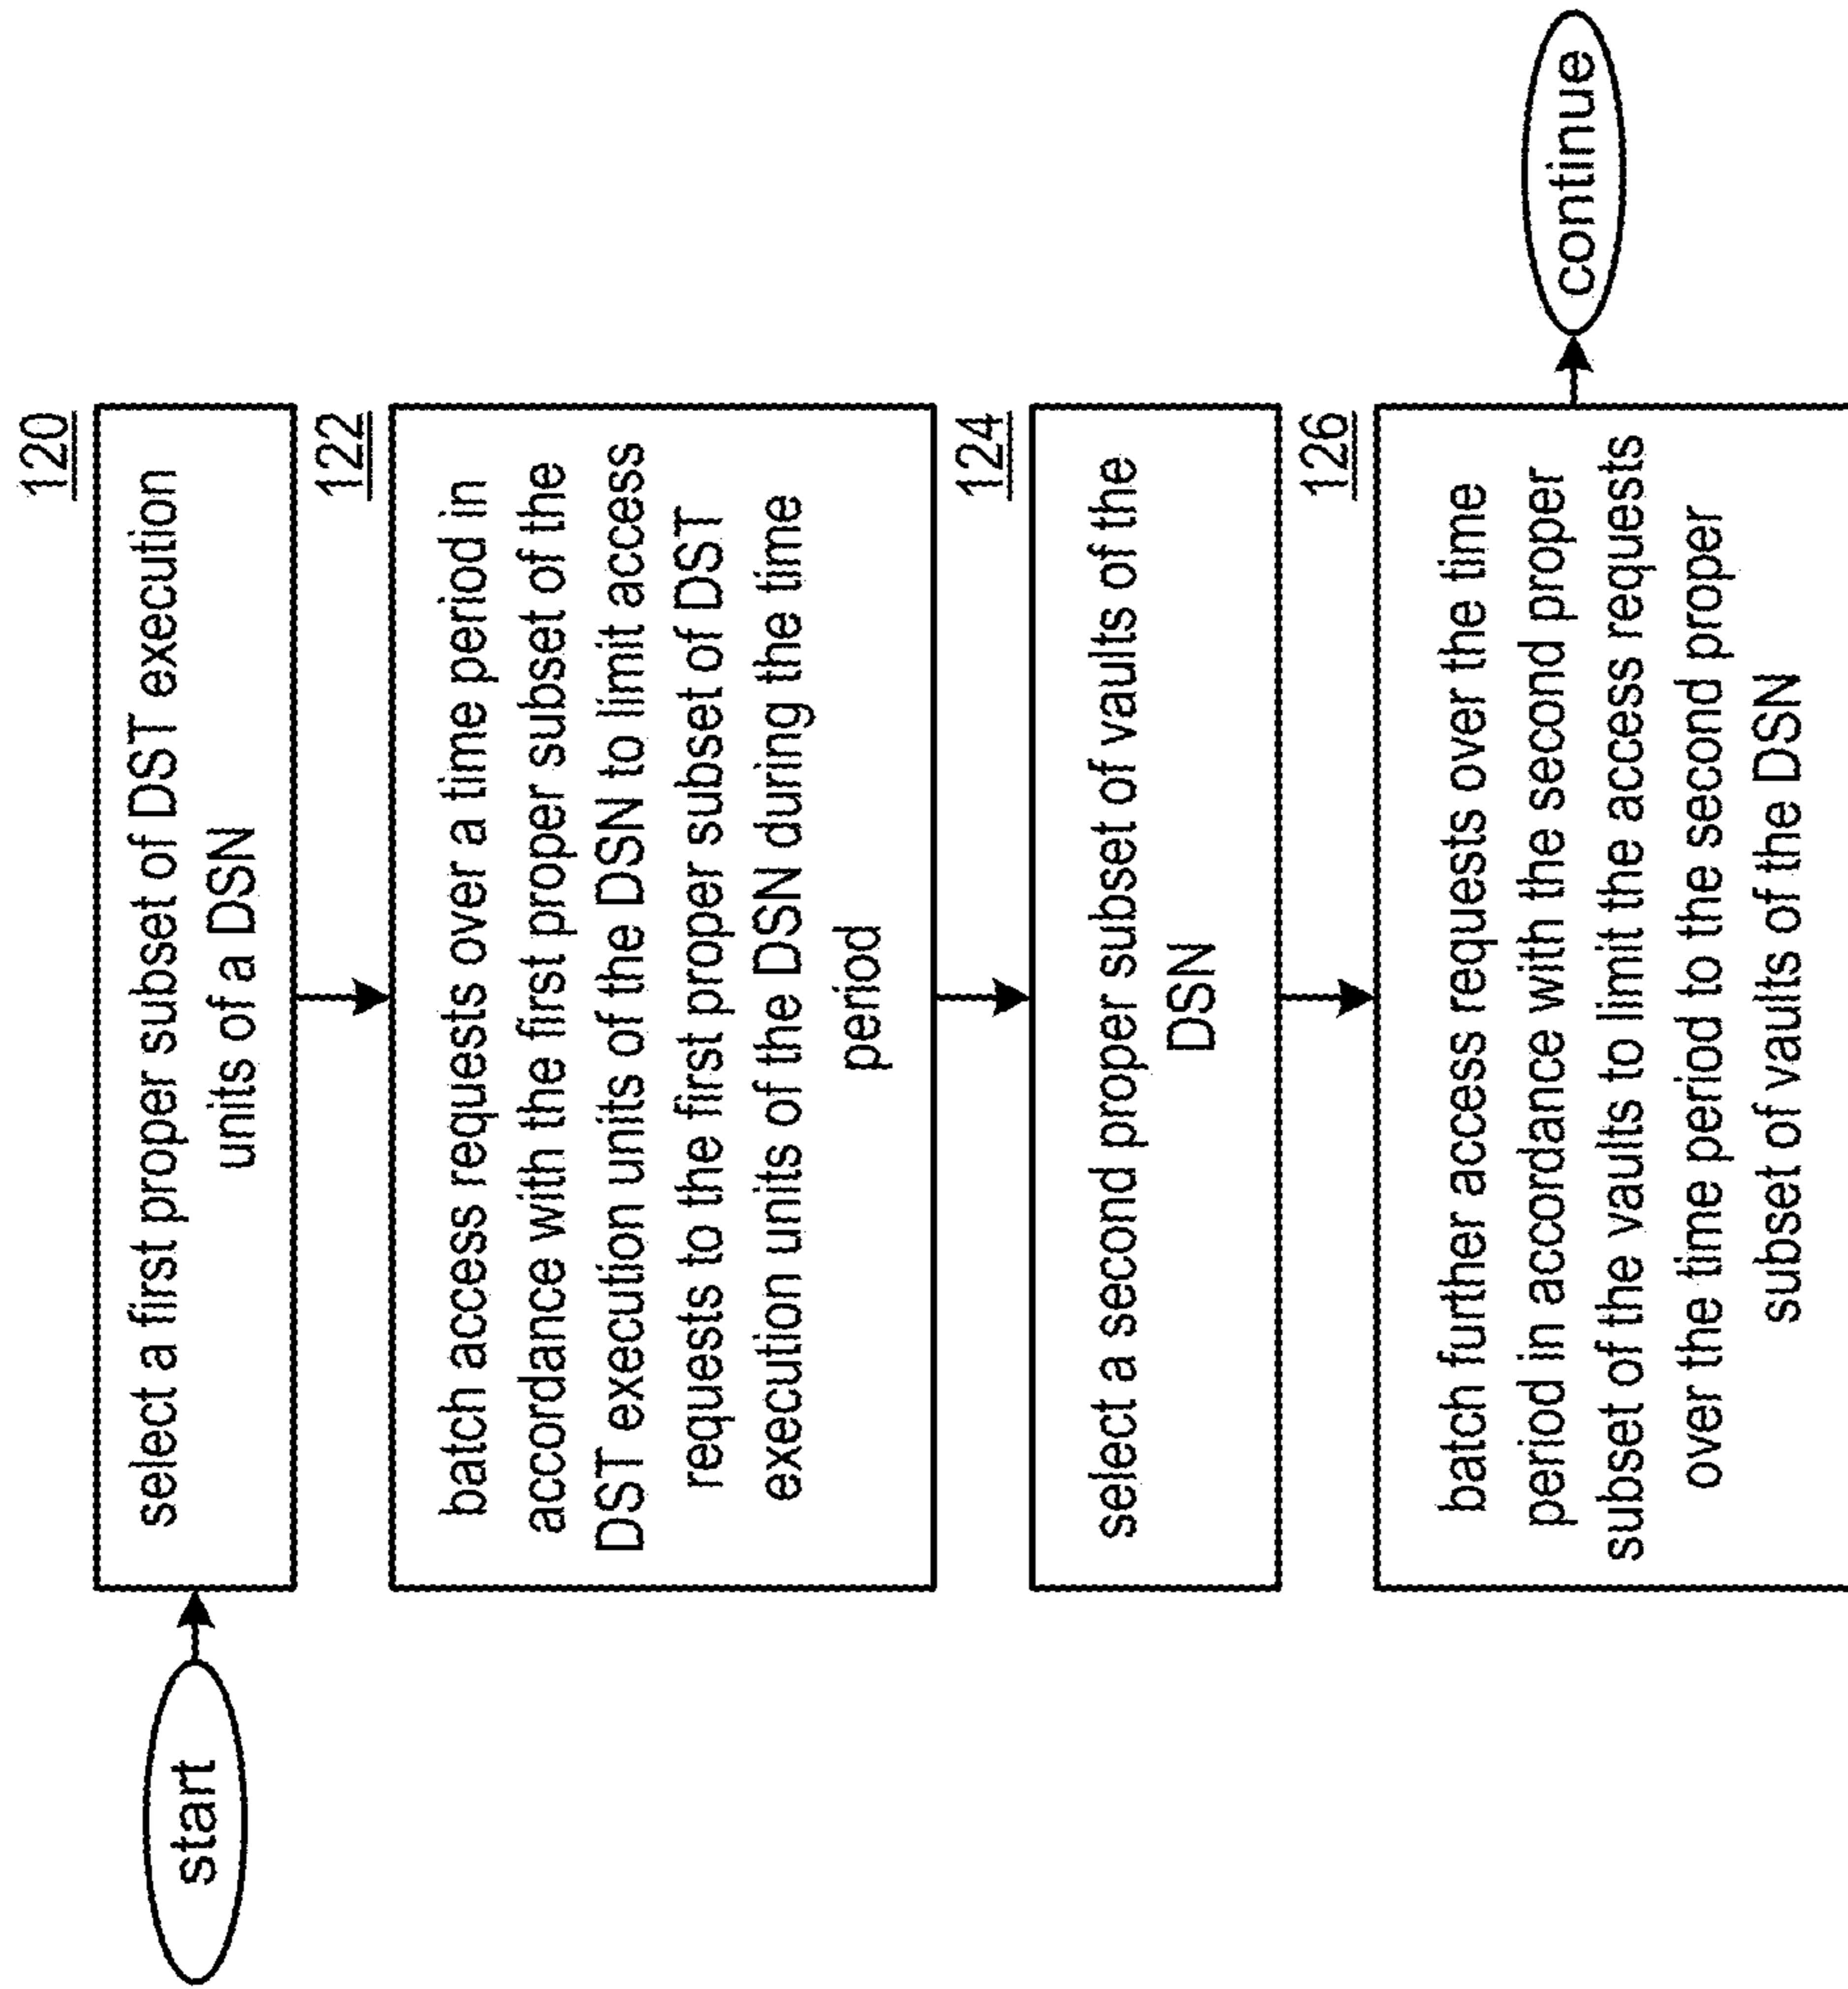 start
120
select a first proper subset of DST execution
units of a DSN
122
batch access requests over a time period in
accordance with the first proper subset of the
DST execution units of the DSN to limit access
requests to the first proper subset of DST
execution units of the DSN during the time
period
124
select a second proper subset of vaults of the
DSN
126
batch further access requests over the time
period in accordance with the second proper
subset of the vaults to limit the access requests
over the time period to the second proper
subset of vaults of the DSN
continue